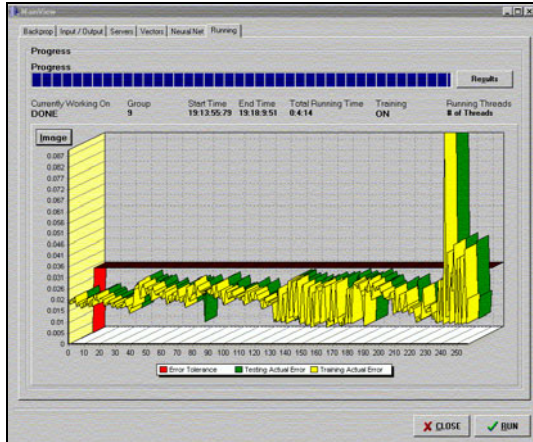 MainView
Backprop Input / Output Servers Vectors Neural Net Running
Progress
Progress
Results
Currently Working On Group Start Time End Time Total Running Time Training Running Threads
DONE 9 19:13:55:79 19:18:9:51 0:4:14 ON # of Threads
Image
0.087
0.082
0.077
0.072
0.067
0.061
0.056
0.051
0.046
0.041
0.036
0.031
0.026
0.02
0.015
0.01
0.005
0
0 10 20 30 40 50 60 70 80 90 100 110 120 130 140 150 160 170 180 190 200 210 220 230 240 250
Error Tolerance Testing Actual Error Training Actual Error
CLOSE RUN